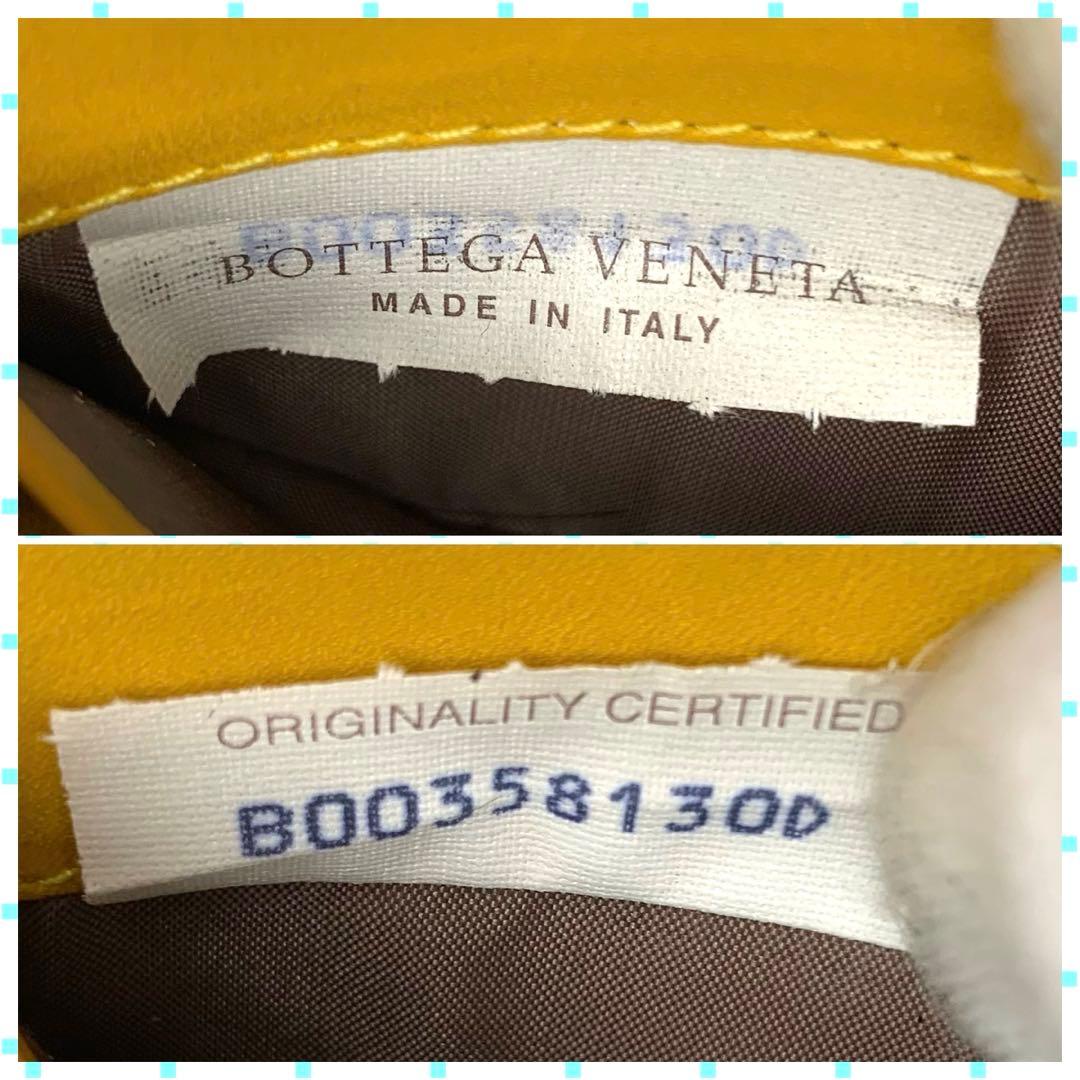 BOTTEGA VENETA
MADE IN ITALY
ORIGINALITY CERTIFIED
B00358130D